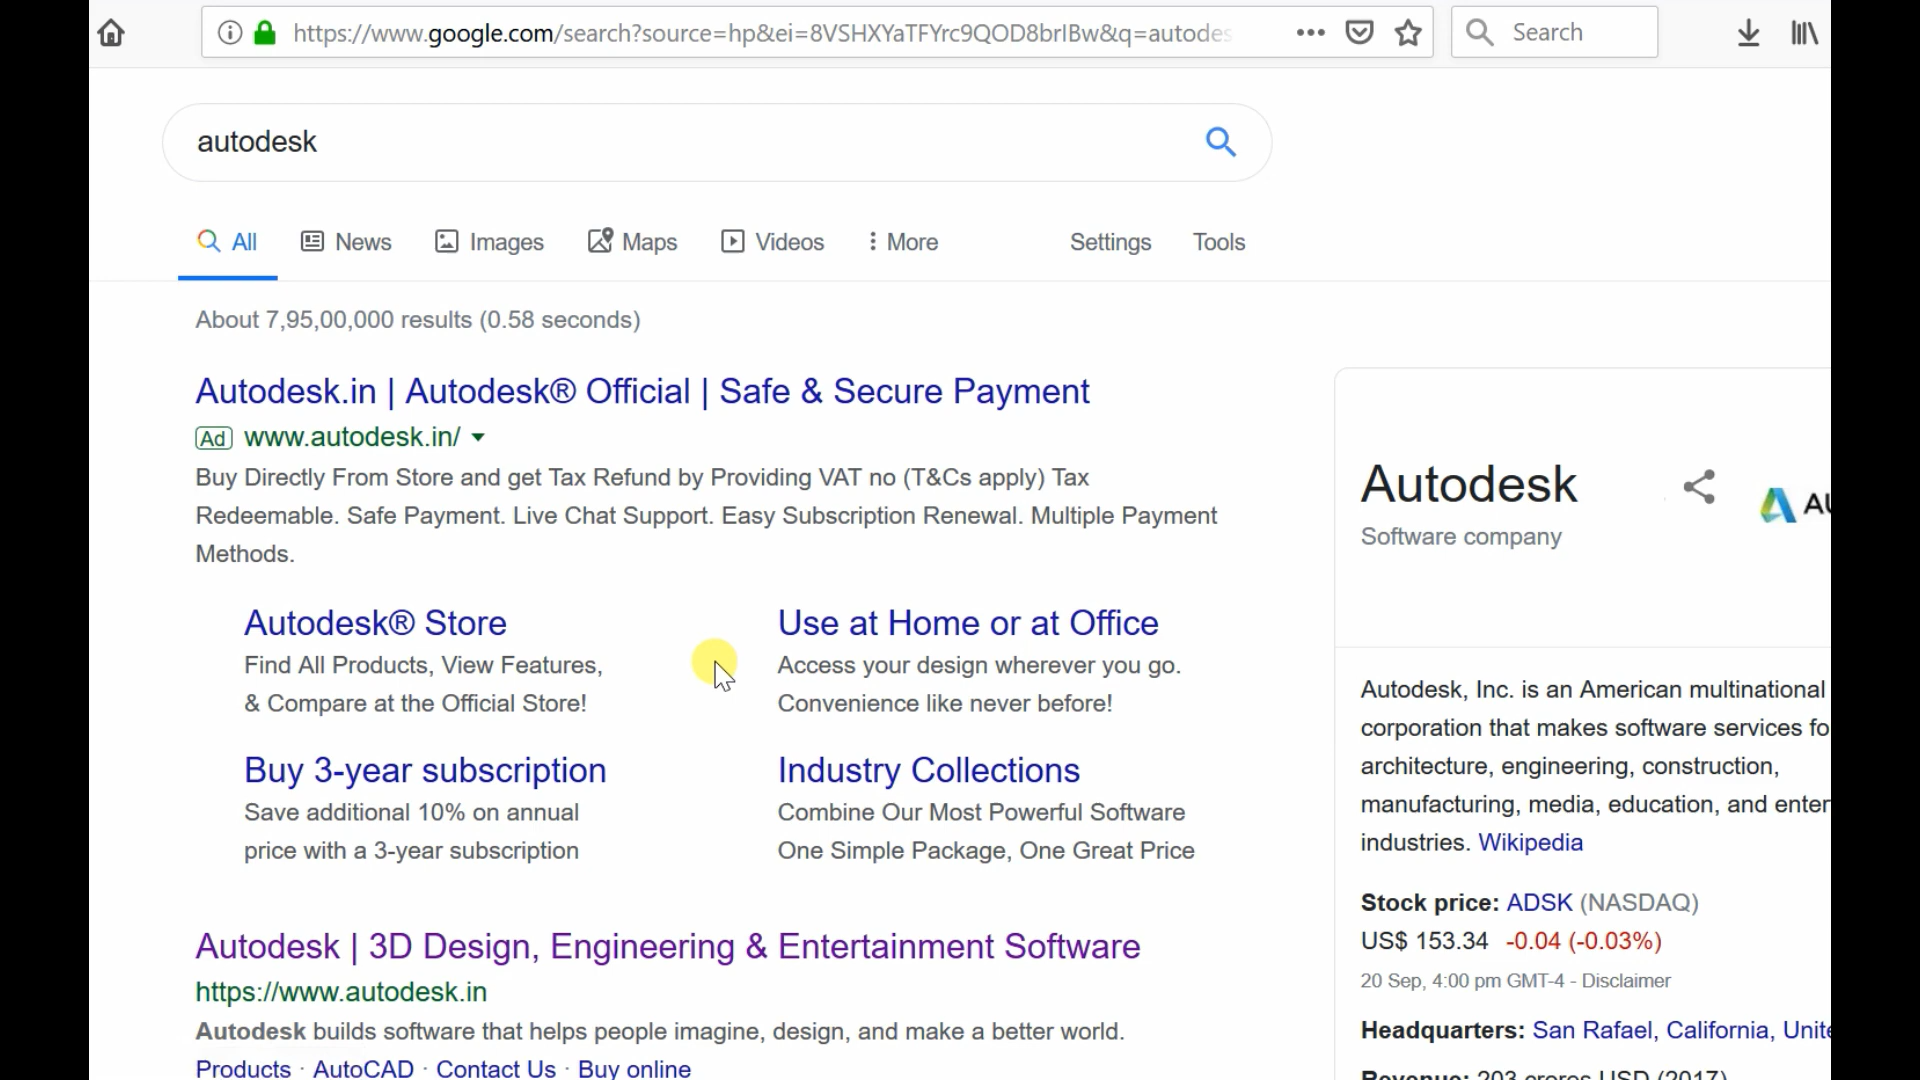 https://www.google.com/search?source=hp&ei=8VSHXYaTFYrc9QOD8brIBw&q=autodes
Search
autodesk
All News Images Maps Videos More Settings Tools
About 7,95,00,000 results (0.58 seconds)
Autodesk.in | Autodesk® Official | Safe & Secure Payment
Ad www.autodesk.in/
Buy Directly From Store and get Tax Refund by Providing VAT no (T&Cs apply) Tax
Redeemable. Safe Payment. Live Chat Support. Easy Subscription Renewal. Multiple Payment
Methods.
Autodesk® Store
Find All Products, View Features,
& Compare at the Official Store!
Use at Home or at Office
Access your design wherever you go.
Convenience like never before!
Buy 3-year subscription
Save additional 10% on annual
price with a 3-year subscription
Industry Collections
Combine Our Most Powerful Software
One Simple Package, One Great Price
Autodesk | 3D Design, Engineering & Entertainment Software
https://www.autodesk.in
Autodesk builds software that helps people imagine, design, and make a better world.
Products · AutoCAD · Contact Us · Buy online
Autodesk
Software company
AU
Autodesk, Inc. is an American multinational
corporation that makes software services fo
architecture, engineering, construction,
manufacturing, media, education, and enter
industries. Wikipedia
Stock price: ADSK (NASDAQ)
US$ 153.34 -0.04 (-0.03%)
20 Sep, 4:00 pm GMT-4 - Disclaimer
Headquarters: San Rafael, California, Unite
Revenue: 203 crores USD (2017)